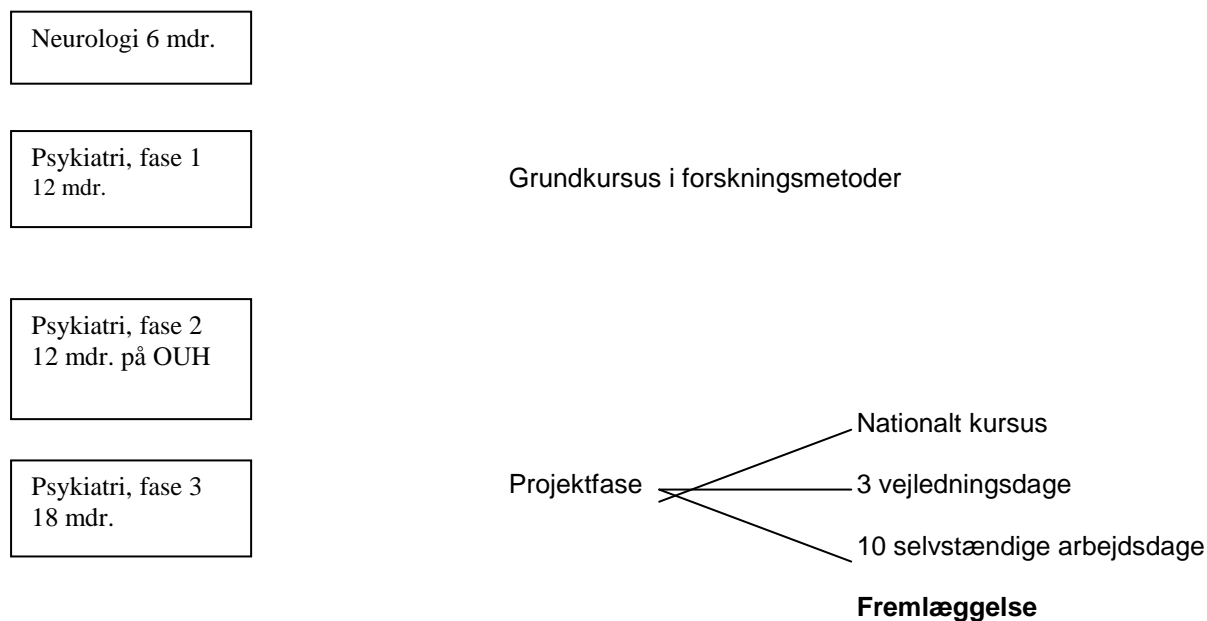 Neurologi 6 mdr.
Psykiatri, fase 1
12 mdr.
Grundkursus i forskningsmetoder
Psykiatri, fase 2
12 mdr. på OUH
Psykiatri, fase 3
18 mdr.
Projektfase
Nationalt kursus
3 vejledningsdage
10 selvstændige arbejdsdage
Fremlæggelse